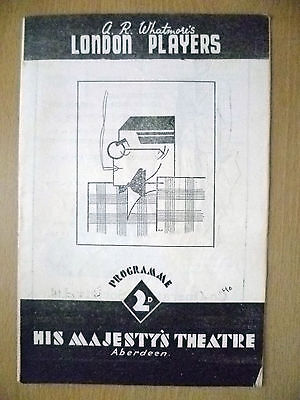 A. R. Whatmore's
LONDON PLAYERS
PROGRAMME
2D
HIS MAJESTY'S THEATRE
Aberdeen.